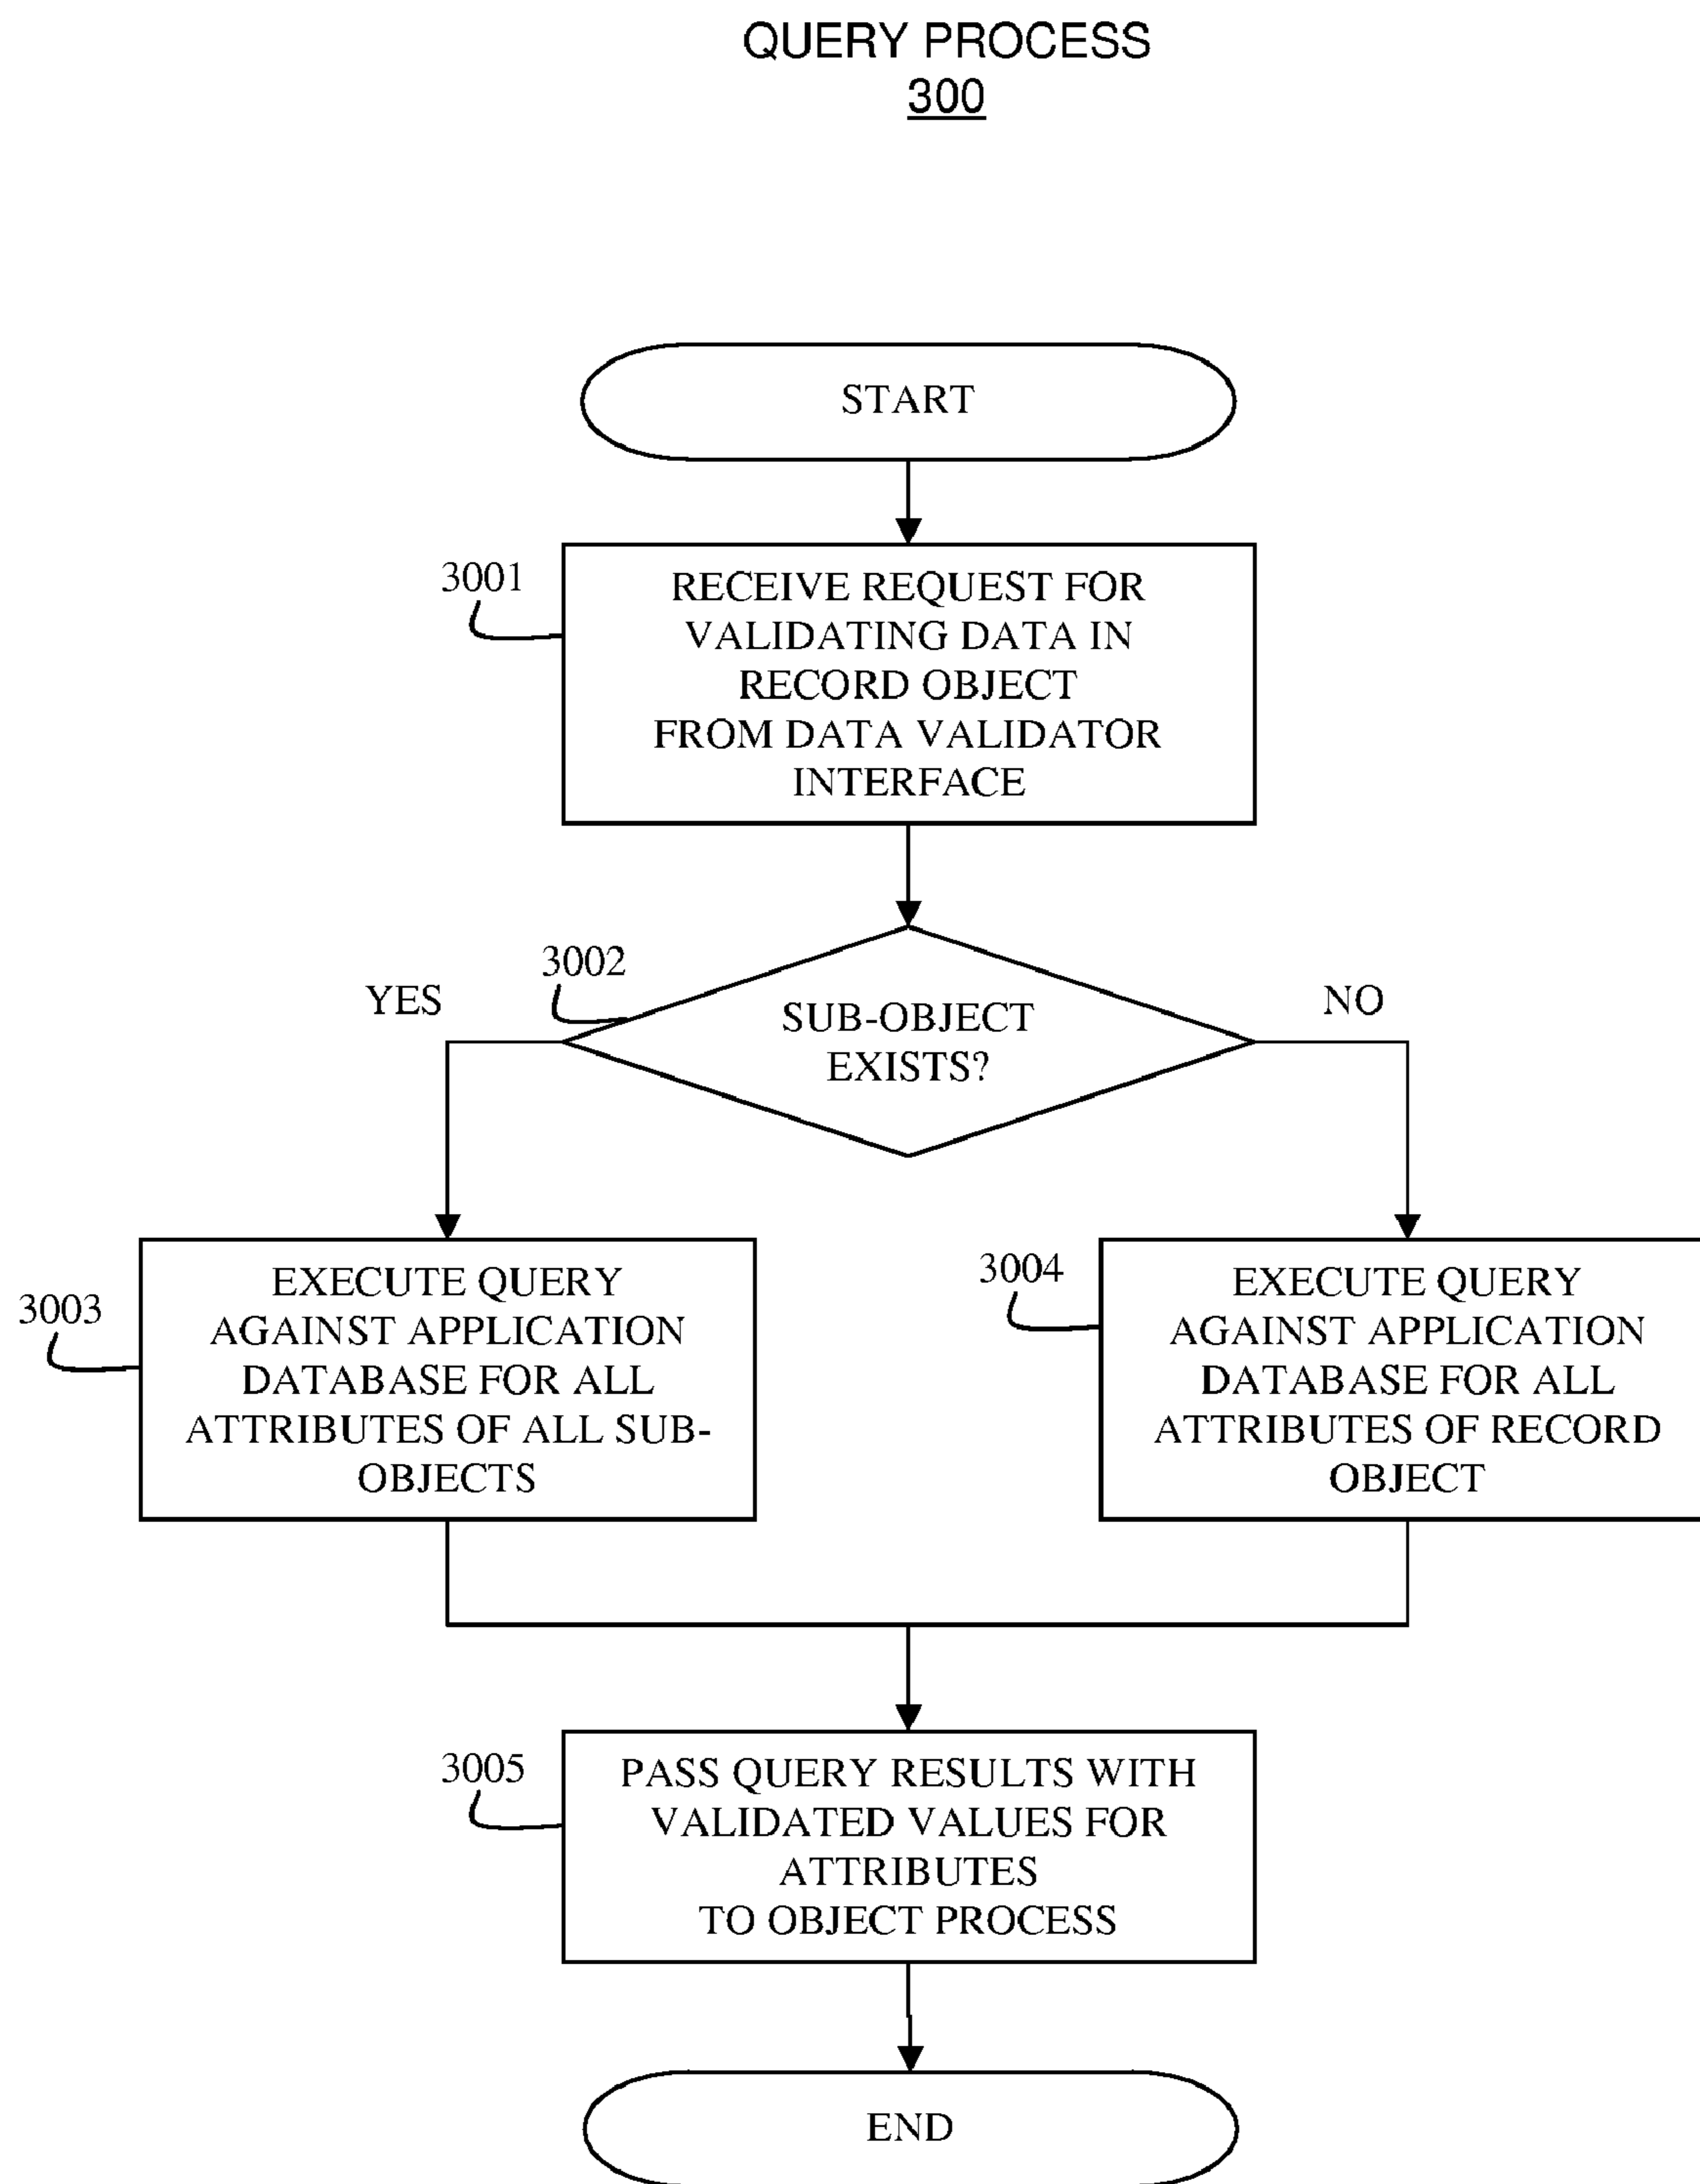 QUERY PROCESS
300
START
3001
RECEIVE REQUEST FOR
VALIDATING DATA IN
RECORD OBJECT
FROM DATA VALIDATOR
INTERFACE
3002
YES
SUB-OBJECT
EXISTS?
NO
3003
EXECUTE QUERY
AGAINST APPLICATION
DATABASE FOR ALL
ATTRIBUTES OF ALL SUB-
OBJECTS
3004
EXECUTE QUERY
AGAINST APPLICATION
DATABASE FOR ALL
ATTRIBUTES OF RECORD
OBJECT
3005
PASS QUERY RESULTS WITH
VALIDATED VALUES FOR
ATTRIBUTES
TO OBJECT PROCESS
END